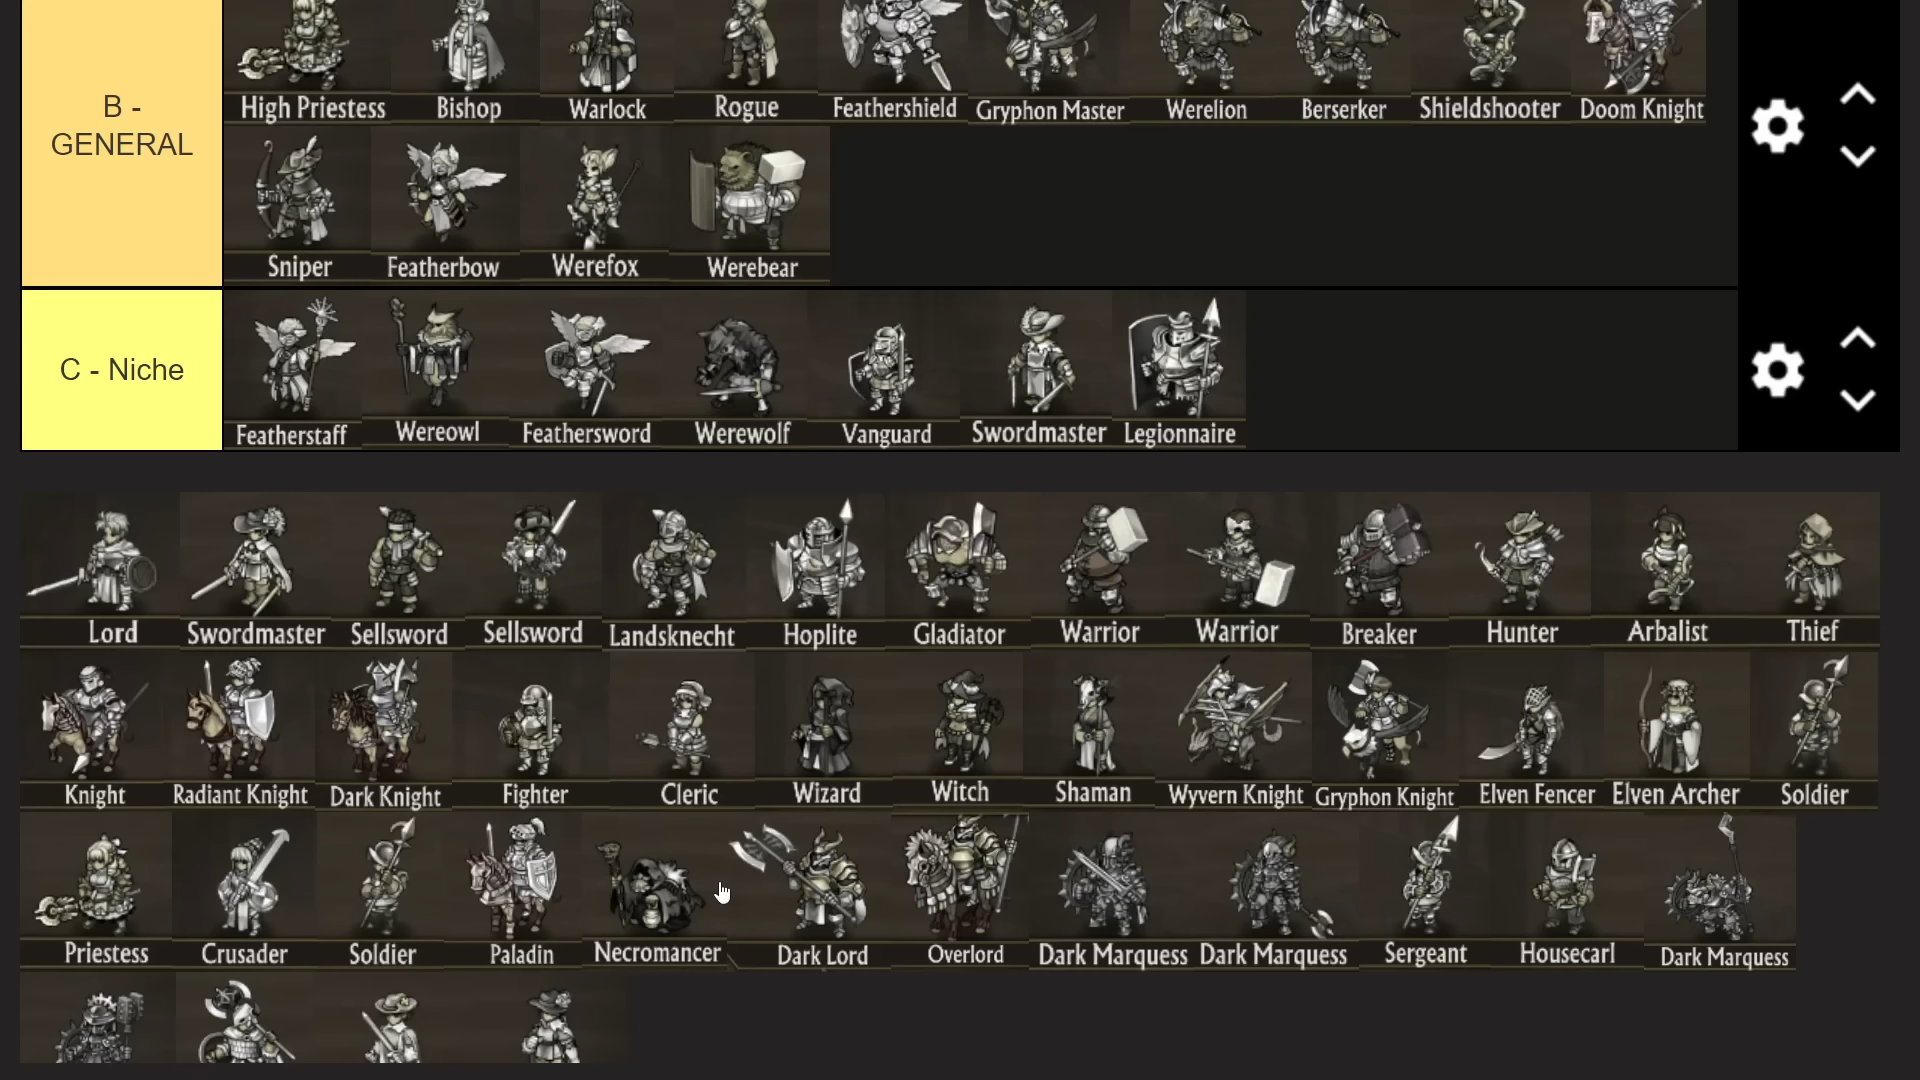 B -
GENERAL
High Priestess Bishop Warlock Rogue Feathershield Gryphon Master Werelion Berserker Shieldshooter Doom Knight
Sniper Featherbow Werefox Werebear
C - Niche
Featherstaff Wereowl Feathersword Werewolf Vanguard Swordmaster Legionnaire
Lord Swordmaster Sellsword Sellsword Landsknecht Hoplite Gladiator Warrior Warrior Breaker Hunter Arbalist Thief
Knight Radiant Knight Dark Knight Fighter Cleric Wizard Witch Shaman Wyvern Knight Gryphon Knight Elven Fencer Elven Archer Soldier
Priestess Crusader Soldier Paladin Necromancer Dark Lord Overlord Dark Marquess Dark Marquess Sergeant Housecarl Dark Marquess